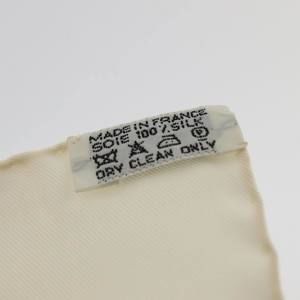 MADE IN FRANCE
SOIE 100% SILK
P
DRY CLEAN ONLY